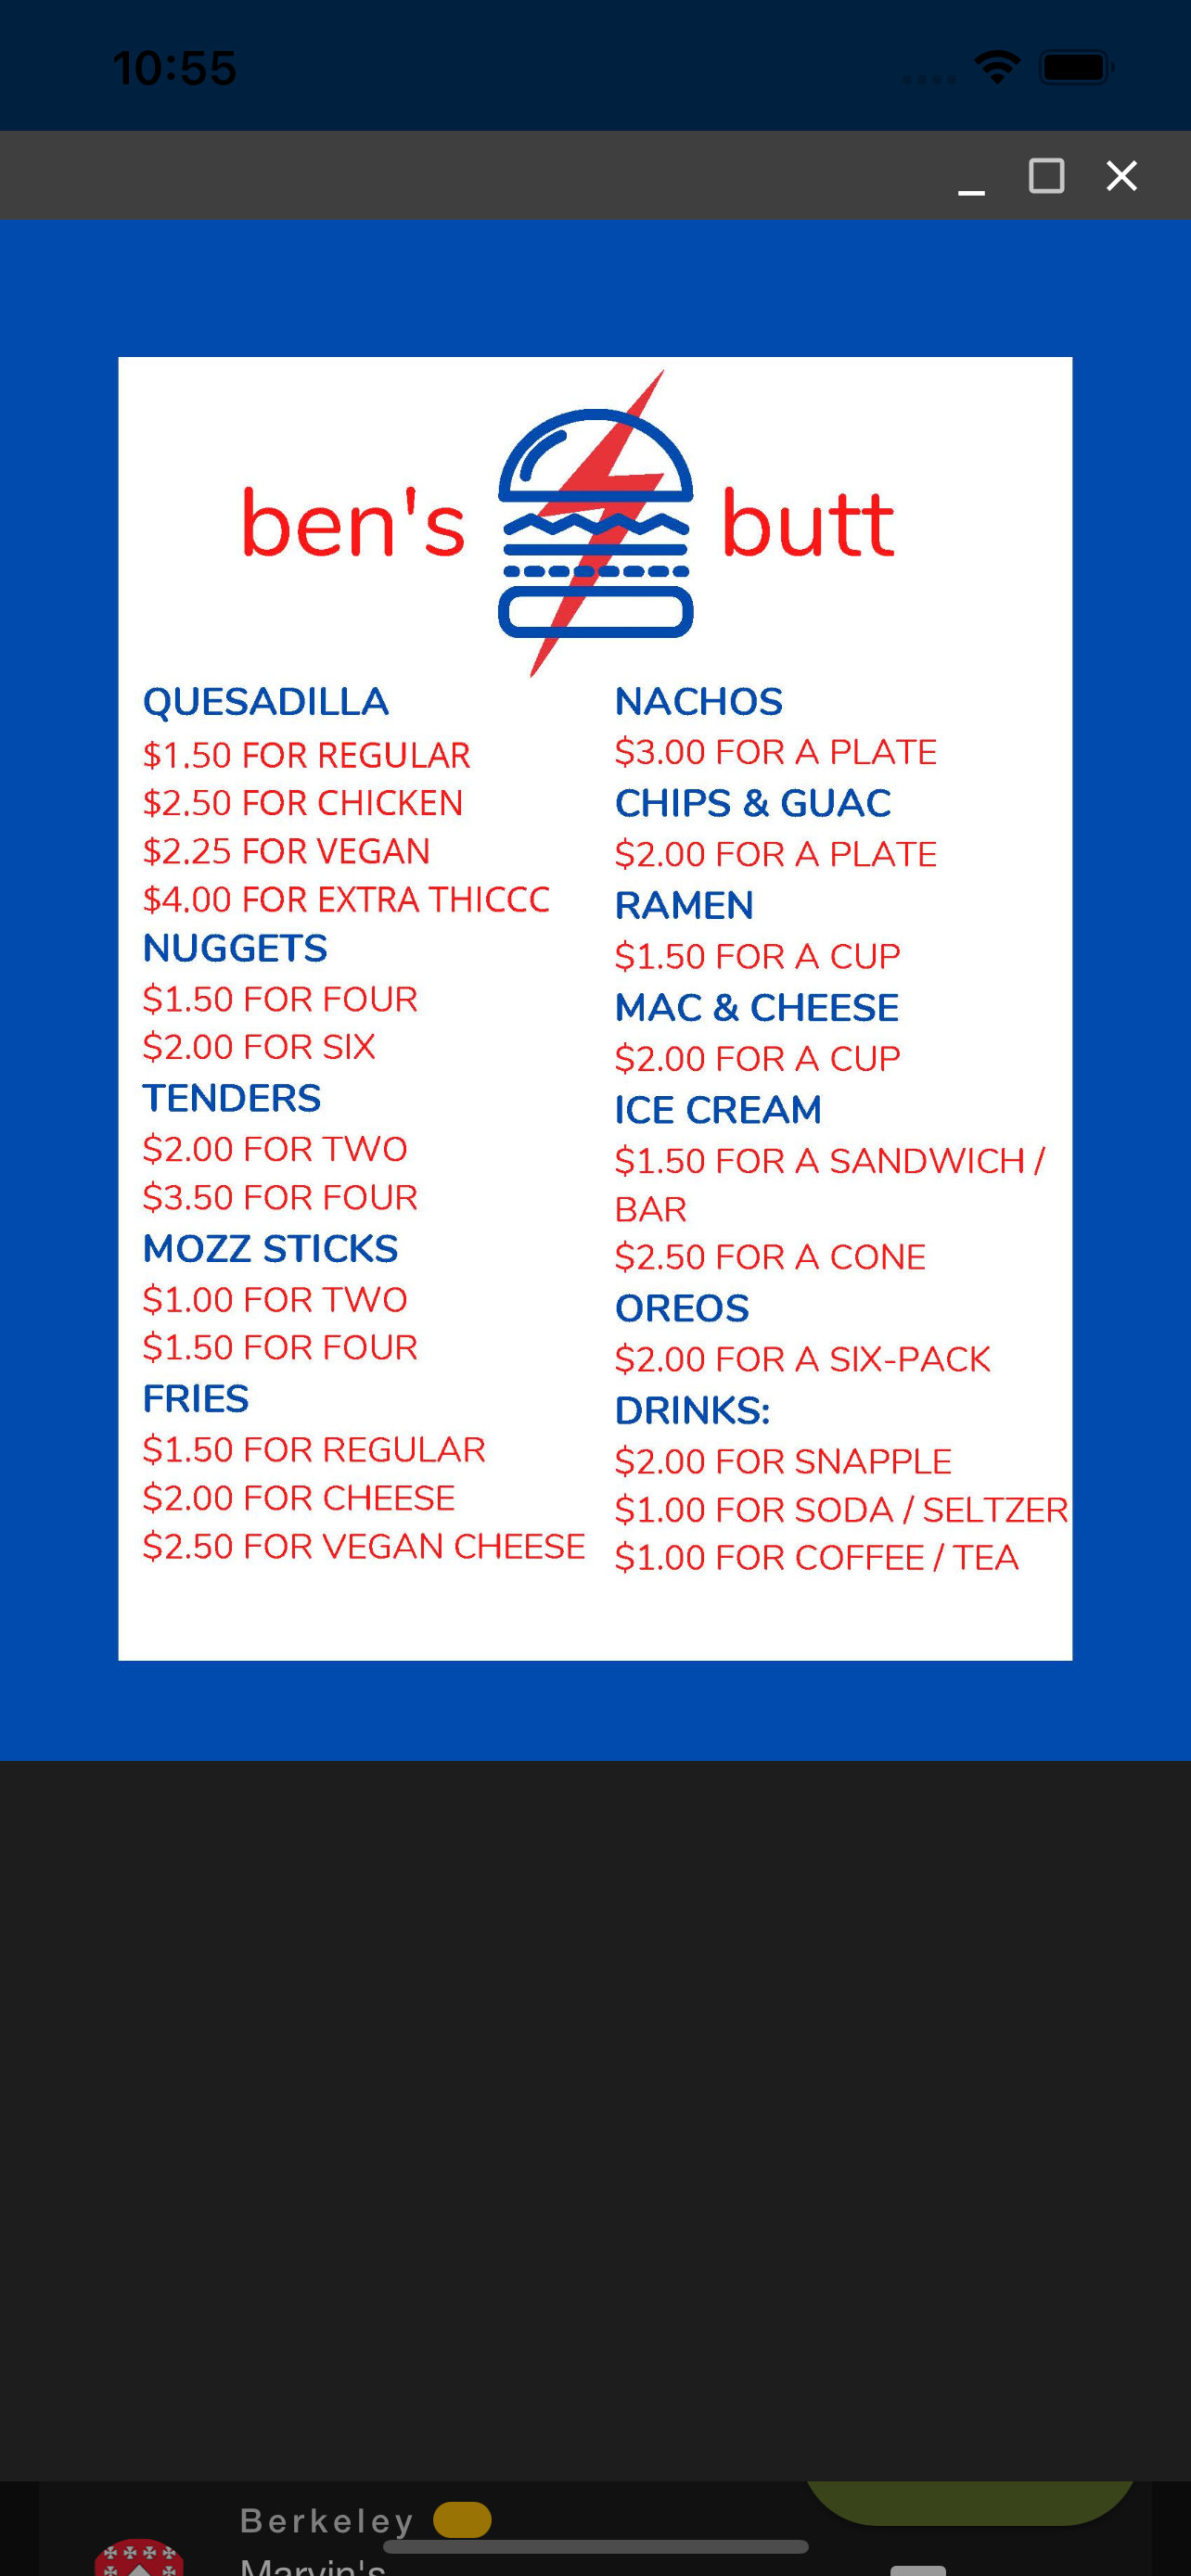 10:55
ben's butt
QUESADILLA
$1.50 FOR REGULAR
$2.50 FOR CHICKEN
$2.25 FOR VEGAN
$4.00 FOR EXTRA THICCC
NUGGETS
$1.50 FOR FOUR
$2.00 FOR SIX
TENDERS
$2.00 FOR TWO
$3.50 FOR FOUR
MOZZ STICKS
$1.00 FOR TWO
$1.50 FOR FOUR
FRIES
$1.50 FOR REGULAR
$2.00 FOR CHEESE
$2.50 FOR VEGAN CHEESE
NACHOS
$3.00 FOR A PLATE
CHIPS & GUAC
$2.00 FOR A PLATE
RAMEN
$1.50 FOR A CUP
MAC & CHEESE
$2.00 FOR A CUP
ICE CREAM
$1.50 FOR A SANDWICH /
BAR
$2.50 FOR A CONE
OREOS
$2.00 FOR A SIX-PACK
DRINKS:
$2.00 FOR SNAPPLE
$1.00 FOR SODA / SELTZER
$1.00 FOR COFFEE / TEA
Berkeley
Marvin's